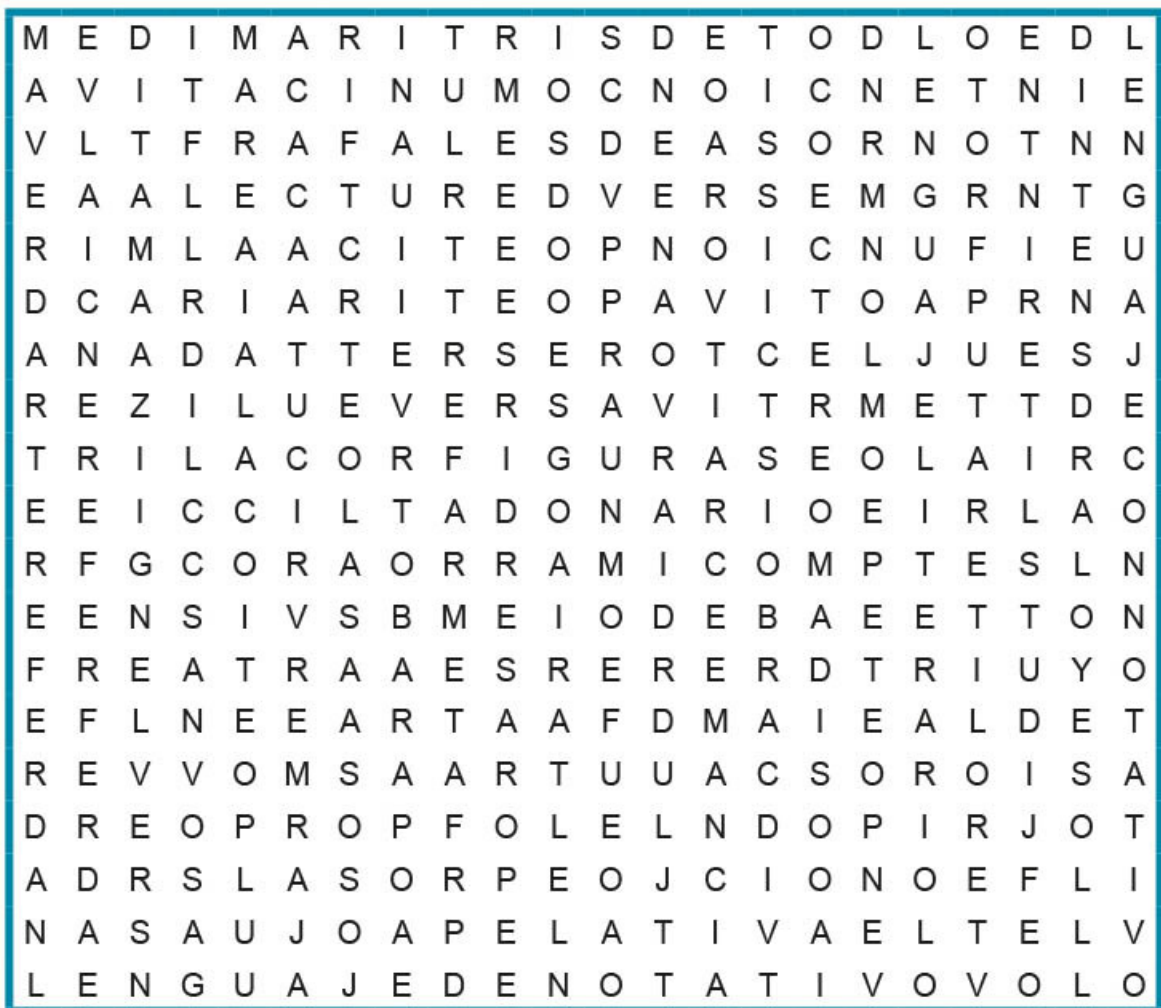 M E D I M A R I T R I S D E T O D L O E D L
A V I T A C I N U M O C N O I C N E T N I E
V L T F R A F A L E S D E A S O R N O T N N
E A A L E C T U R E D V E R S E M G R N T G
R I M L A A C I T E O P N O I C N U F I E U
D C A R I A R I T E O P A V I T O A P R N A
A N A D A T T E R S E R O T C E L J U E S J
R E Z I L U E V E R S A V I T R M E T T D E
T R I L A C O R F I G U R A S E O L A I R C
E E I C C I L T A D O N A R I O E I R L A O
R F G C O R A O R R A M I C O M P T E S L N
E E N S I V S B M E I O D E B A E E T T O N
F R E A T R A A E S R E R E R D T R I U Y O
E F L N E E A R T A A F D M A I E A L D E T
R E V V O M S A A R T U U A C S O R O I S A
D R E O P R O P F O L E L N D O P I R J O T
A D R S L A S O R P E O J C I O N O E F L I
N A S A U J O A P E L A T I V A E L T E L V
L E N G U A J E D E N O T A T I V O V O L O